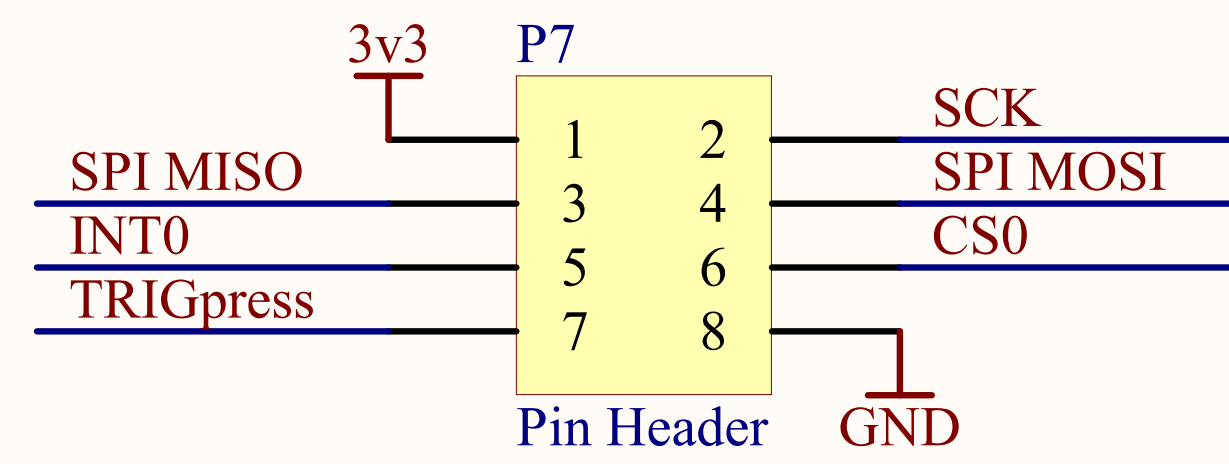 3v3
P7
1 2 SCK
SPI MISO 3 4 SPI MOSI
INT0 5 6 CS0
TRIGpress 7 8
Pin Header GND